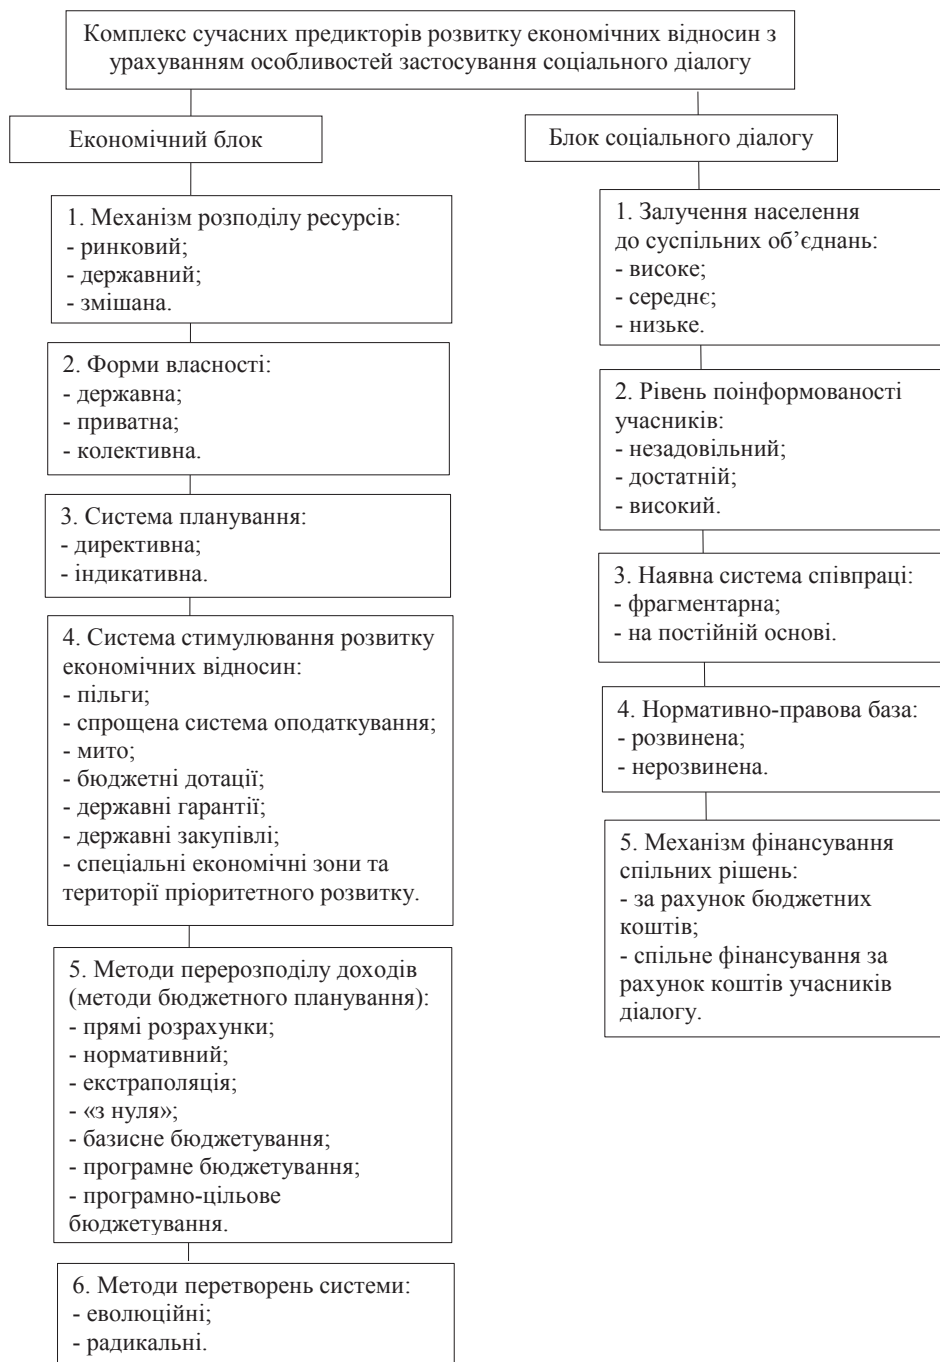 Комплекс сучасних предикторів розвитку економічних відносин з
урахуванням особливостей застосування соціального діалогу
Економічний блок
1. Механізм розподілу ресурсів:
- ринковий;
- державний;
- змішана.
2. Форми власності:
- державна;
- приватна;
- колективна.
3. Система планування:
- директивна;
- індикативна.
4. Система стимулювання розвитку
економічних відносин:
- пільги;
- спрощена система оподаткування;
- мито;
- бюджетні дотації;
- державні гарантії;
- державні закупівлі;
- спеціальні економічні зони та
території пріоритетного розвитку.
5. Методи перерозподілу доходів
(методи бюджетного планування):
- прямі розрахунки;
- нормативний;
- екстраполяція;
- «з нуля»;
- базисне бюджетування;
- програмне бюджетування;
- програмно-цільове
бюджетування.
6. Методи перетворень системи:
- еволюційні;
- радикальні.
Блок соціального діалогу
1. Залучення населення
до суспільних об’єднань:
- високе;
- середнє;
- низьке.
2. Рівень поінформованості
учасників:
- незадовільний;
- достатній;
- високий.
3. Наявна система співпраці:
- фрагментарна;
- на постійній основі.
4. Нормативно-правова база:
- розвинена;
- нерозвинена.
5. Механізм фінансування
спільних рішень:
- за рахунок бюджетних
коштів;
- спільне фінансування за
рахунок коштів учасників
діалогу.